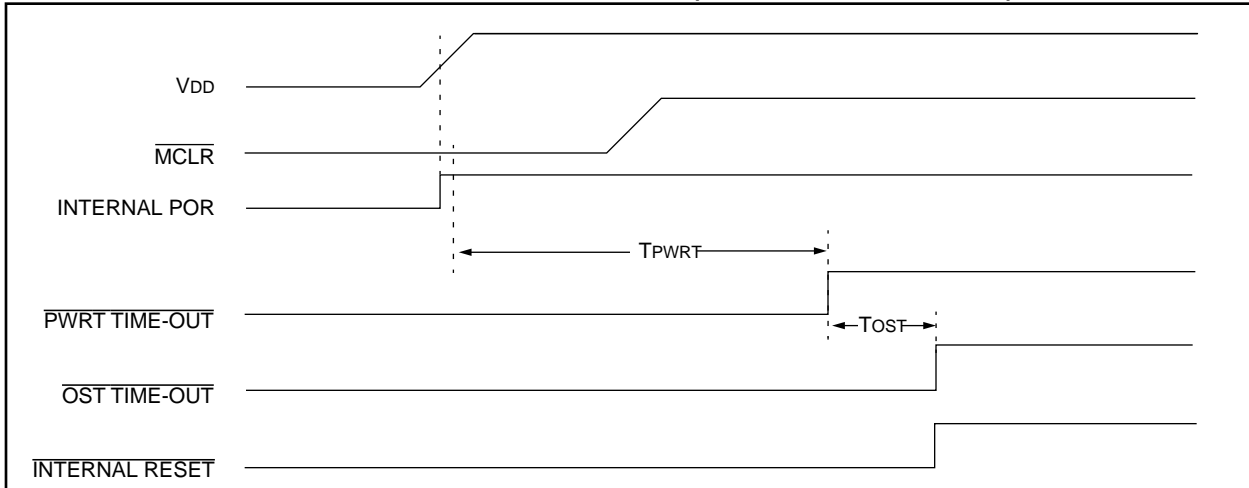 VDD
MCLR
INTERNAL POR
TPWRT
PWRT TIME-OUT
TOST
OST TIME-OUT
INTERNAL RESET